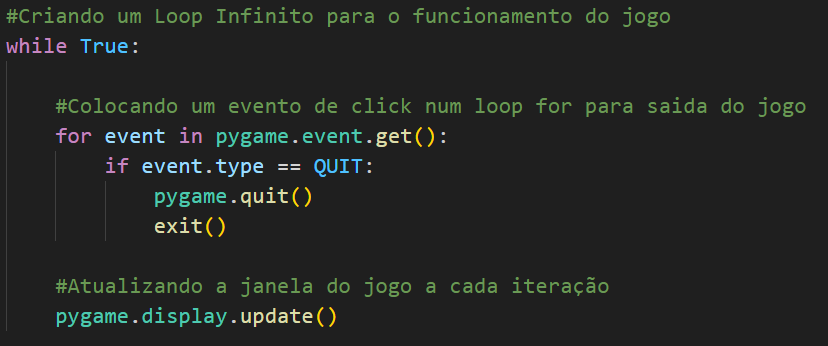 #Criando um Loop Infinito para o funcionamento do jogo
while True:
#Colocando um evento de click num loop for para saida do jogo
for event in pygame.event.get():
if event.type == QUIT:
pygame.quit()
exit()
#Atualizando a janela do jogo a cada iteração
pygame.display.update()